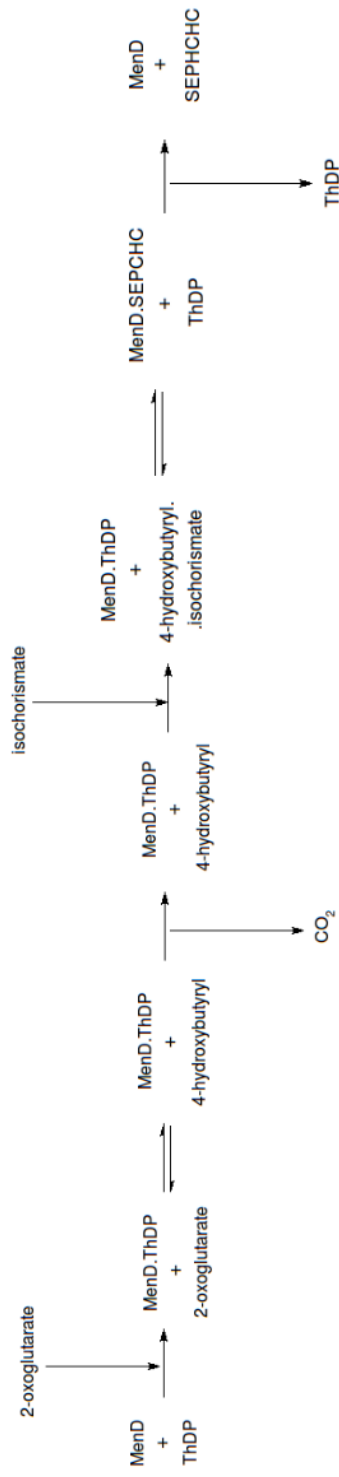 2-oxoglutarate
MenD
+
ThDP
MenD.ThDP
+
2-oxoglutarate
MenD.ThDP
+
4-hydroxybutyryl
CO2
MenD.ThDP
+
4-hydroxybutyryl
isochorismate
MenD.ThDP
+
4-hydroxybutyryl.
.isochorismate
MenD.SEPCHC
+
ThDP
ThDP
MenD
+
SEPHCHC